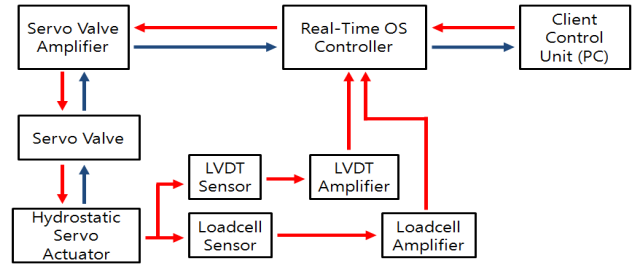 Servo Valve
Amplifier
Real-Time OS
Controller
Client
Control
Unit (PC)
Servo Valve
LVDT
Sensor
LVDT
Amplifier
Hydrostatic
Servo
Actuator
Loadcell
Sensor
Loadcell
Amplifier